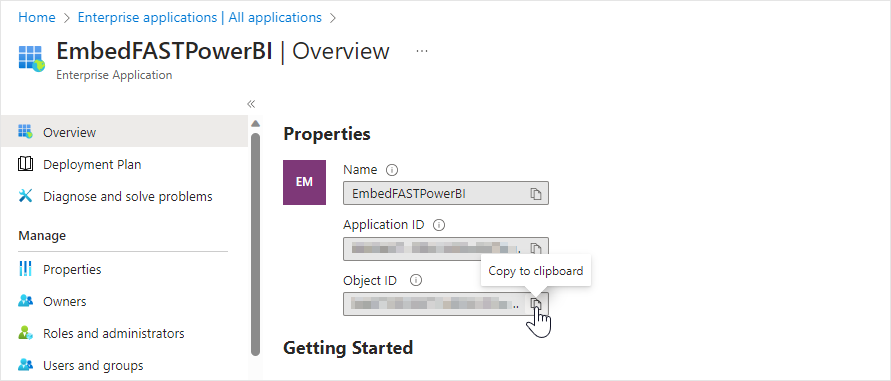 Home > Enterprise applications | All applications >
EmbedFASTPowerBI | Overview ...
Enterprise Application
«
Overview
Deployment Plan
Diagnose and solve problems
Manage
Properties
Owners
Roles and administrators
Users and groups
Properties
EM
Name
EmbedFASTPowerBI
Application ID
Copy to clipboard
Object ID
Getting Started